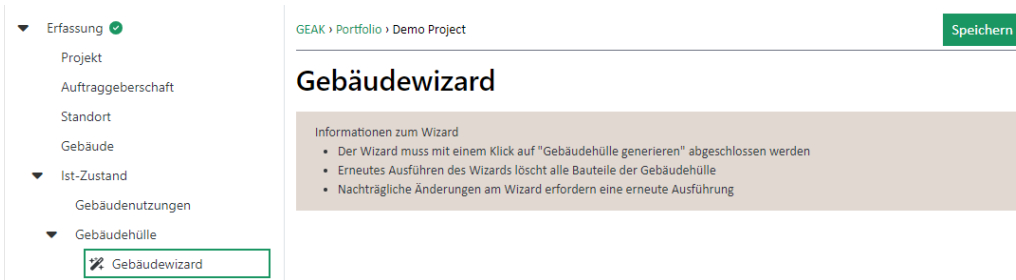 Erfassung
Projekt
Auftraggeberschaft
Standort
Gebäude
Ist-Zustand
Gebäudenutzungen
Gebäudehülle
Gebäudewizard
GEAK › Portfolio › Demo Project
Speichern
Gebäudewizard
Informationen zum Wizard
• Der Wizard muss mit einem Klick auf "Gebäudehülle generieren" abgeschlossen werden
• Erneutes Ausführen des Wizards löscht alle Bauteile der Gebäudehülle
• Nachträgliche Änderungen am Wizard erfordern eine erneute Ausführung